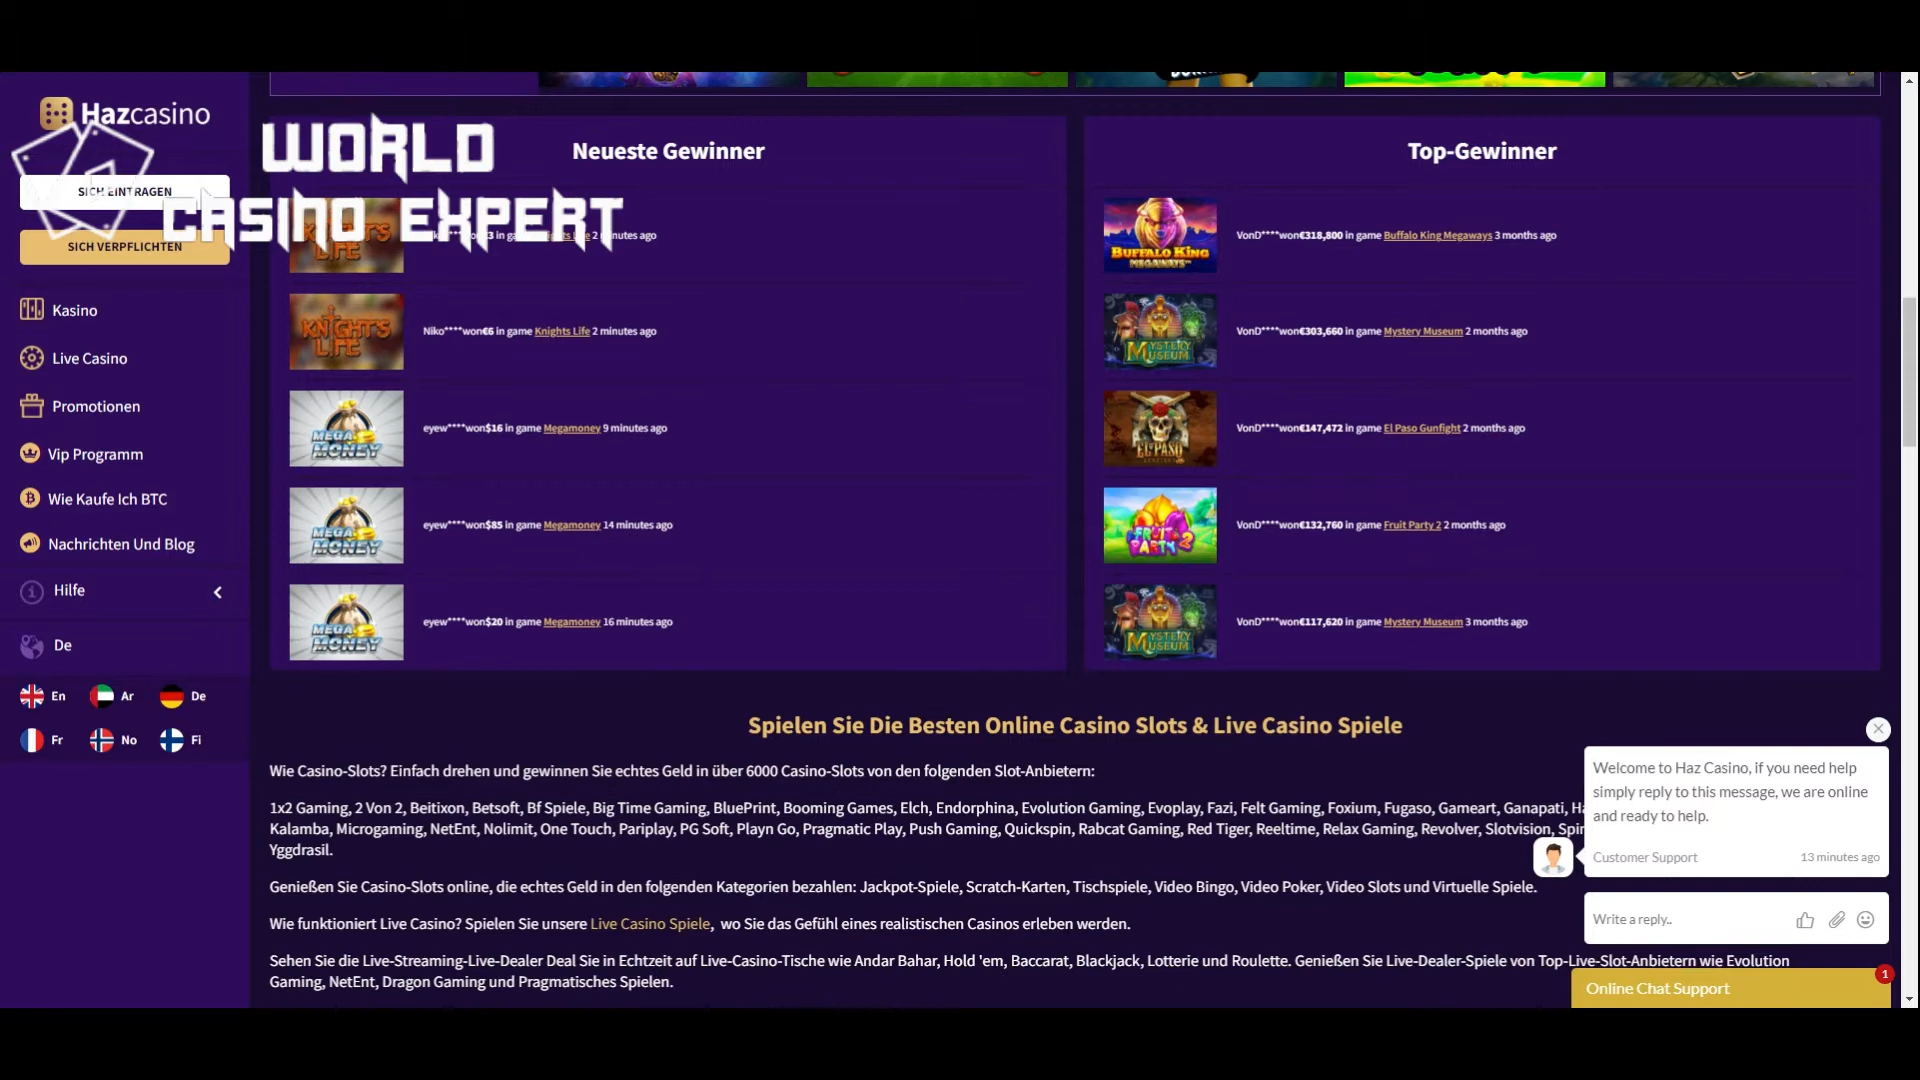 Hazcasino
WORLD
CASINO EXPERT
SICH EINTRAGEN
SICH VERPFLICHTEN
Kasino
Live Casino
Promotionen
Vip Programm
Wie Kaufe Ich BTC
Nachrichten Und Blog
Hilfe
De
En Ar De
Fr No Fi
Neueste Gewinner
2 minutes ago
KNIGHTS LIFE
Niko****won€6 in game Knights Life 2 minutes ago
MEGA MONEY
eyew****won$16 in game Megamoney 9 minutes ago
MEGA MONEY
eyew****won$85 in game Megamoney 14 minutes ago
MEGA MONEY
eyew****won$20 in game Megamoney 16 minutes ago
Top-Gewinner
BUFFALO KING MEGAWAYS
VonD****won€318,800 in game Buffalo King Megaways 3 months ago
MYSTERY MUSEUM
VonD****won€303,660 in game Mystery Museum 2 months ago
EL PASO
VonD****won€147,472 in game El Paso Gunfight 2 months ago
FRUIT PARTY 2
VonD****won€132,760 in game Fruit Party 2 2 months ago
MYSTERY MUSEUM
VonD****won€117,620 in game Mystery Museum 3 months ago
Spielen Sie Die Besten Online Casino Slots & Live Casino Spiele
Wie Casino-Slots? Einfach drehen und gewinnen Sie echtes Geld in über 6000 Casino-Slots von den folgenden Slot-Anbietern:
1x2 Gaming, 2 Von 2, Beitixon, Betsoft, Bf Spiele, Big Time Gaming, BluePrint, Booming Games, Elch, Endorphina, Evolution Gaming, Evoplay, Fazi, Felt Gaming, Foxium, Fugaso, Gameart, Ganapati,
Kalamba, Microgaming, NetEnt, Nolimit, One Touch, Pariplay, PG Soft, Playn Go, Pragmatic Play, Push Gaming, Quickspin, Rabcat Gaming, Red Tiger, Reeltime, Relax Gaming, Revolver, Slotvision,
Yggdrasil.
Genießen Sie Casino-Slots online, die echtes Geld in den folgenden Kategorien bezahlen: Jackpot-Spiele, Scratch-Karten, Tischspiele, Video Bingo, Video Poker, Video Slots und Virtuelle Spiele.
Wie funktioniert Live Casino? Spielen Sie unsere Live Casino Spiele, wo Sie das Gefühl eines realistischen Casinos erleben werden.
Sehen Sie die Live-Streaming-Live-Dealer Deal Sie in Echtzeit auf Live-Casino-Tische wie Andar Bahar, Hold 'em, Baccarat, Blackjack, Lotterie und Roulette. Genießen Sie Live-Dealer-Spiele von Top-Live-Slot-Anbietern wie Evolution
Gaming, NetEnt, Dragon Gaming und Pragmatisches Spielen.
Welcome to Haz Casino, if you need help
simply reply to this message, we are online
and ready to help.
Customer Support 13 minutes ago
Write a reply..
Online Chat Support
1